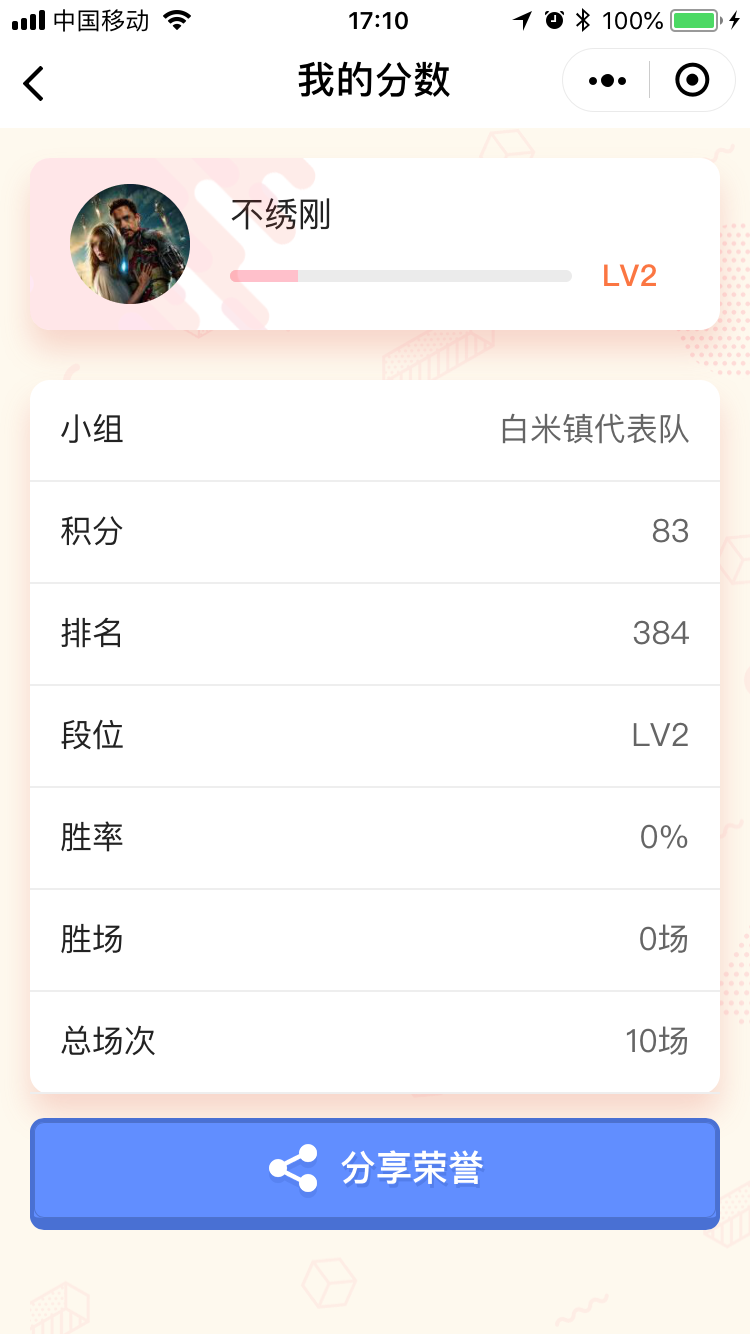 中国移动 17:10 100%
我的分数
不绣刚
LV2
小组 白米镇代表队
积分 83
排名 384
段位 LV2
胜率 0%
胜场 0场
总场次 10场
分享荣誉